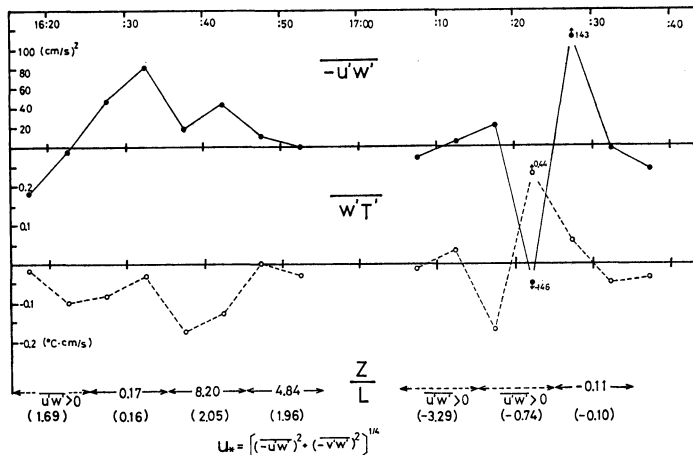 16:20 :30 :40 :50 17:10 :20 :30 :40
100 (cm/s)²
80
60
40
20
-u'w'
143
0.2
0.1
w'T'
0.44
-146
-0.1
-0.2 (°C·cm/s)
Z/L
u'w'>0 0.17 8.20 4.84 u'w'>0 u'w'>0 -0.11
(1.69) (0.16) (2.05) (1.96) (-3.29) (-0.74) (-0.10)
U* = [(-u'w')² + (-v'w')²]^1/4